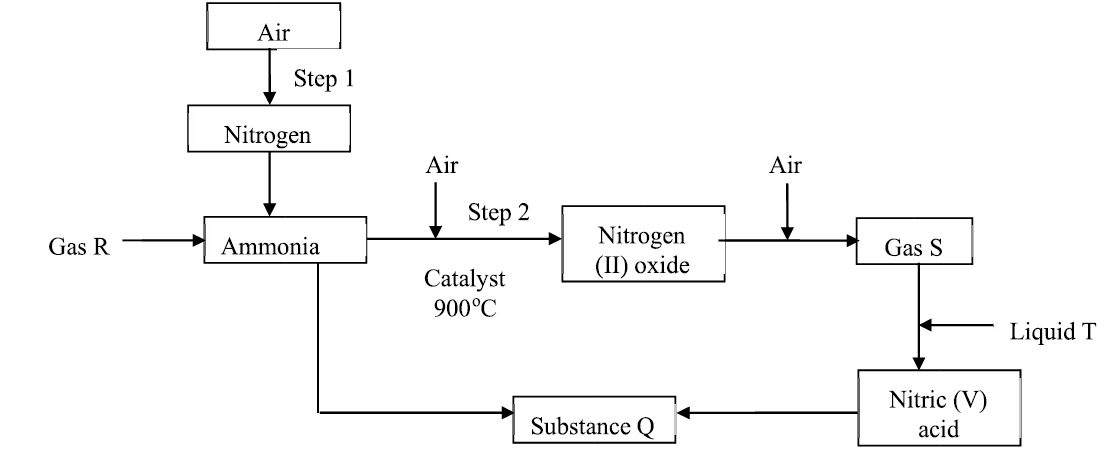 Air
Step 1
Nitrogen
Air
Air
Step 2
Gas R
Ammonia
Nitrogen
(II) oxide
Gas S
Catalyst
900°C
Liquid T
Nitric (V)
acid
Substance Q